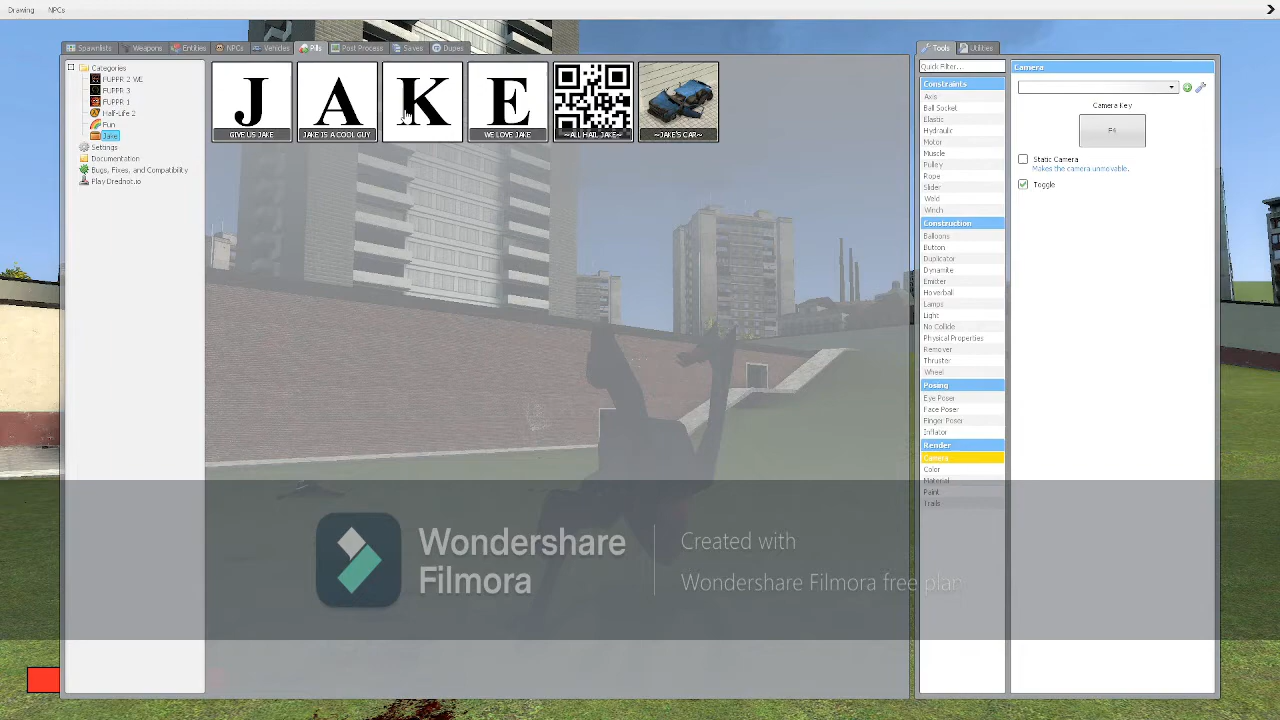 Drawing NPCs
Spawnlists Weapons Entities NPCs Vehicles Pills Post Process Saves Dupes
Categories
FUPPR 2 WE
FUPPR 3
FUPPR 1
Half-Life 2
Fun
Jake
Settings
Documentation
Bugs, Fixes, and Compatibility
Play Drednot.io
J A K E
GIVE US JAKE JAKE IS A COOL GUY WE LOVE JAKE ~ALL HAIL JAKE~ ~JAKE'S CAR~
Tools Utilities
Quick Filter...
Constraints
Axis
Ball Socket
Elastic
Hydraulic
Motor
Muscle
Pulley
Rope
Slider
Weld
Winch
Construction
Balloons
Button
Duplicator
Dynamite
Emitter
Hoverball
Lamps
Light
No Collide
Physical Properties
Remover
Thruster
Wheel
Posing
Eye Poser
Face Poser
Finger Poser
Inflator
Render
Camera
Color
Material
Paint
Trails
Camera
Camera Key
Static Camera
Makes the camera unmovable.
Toggle
Wondershare
Filmora
Created with
Wondershare Filmora free plan